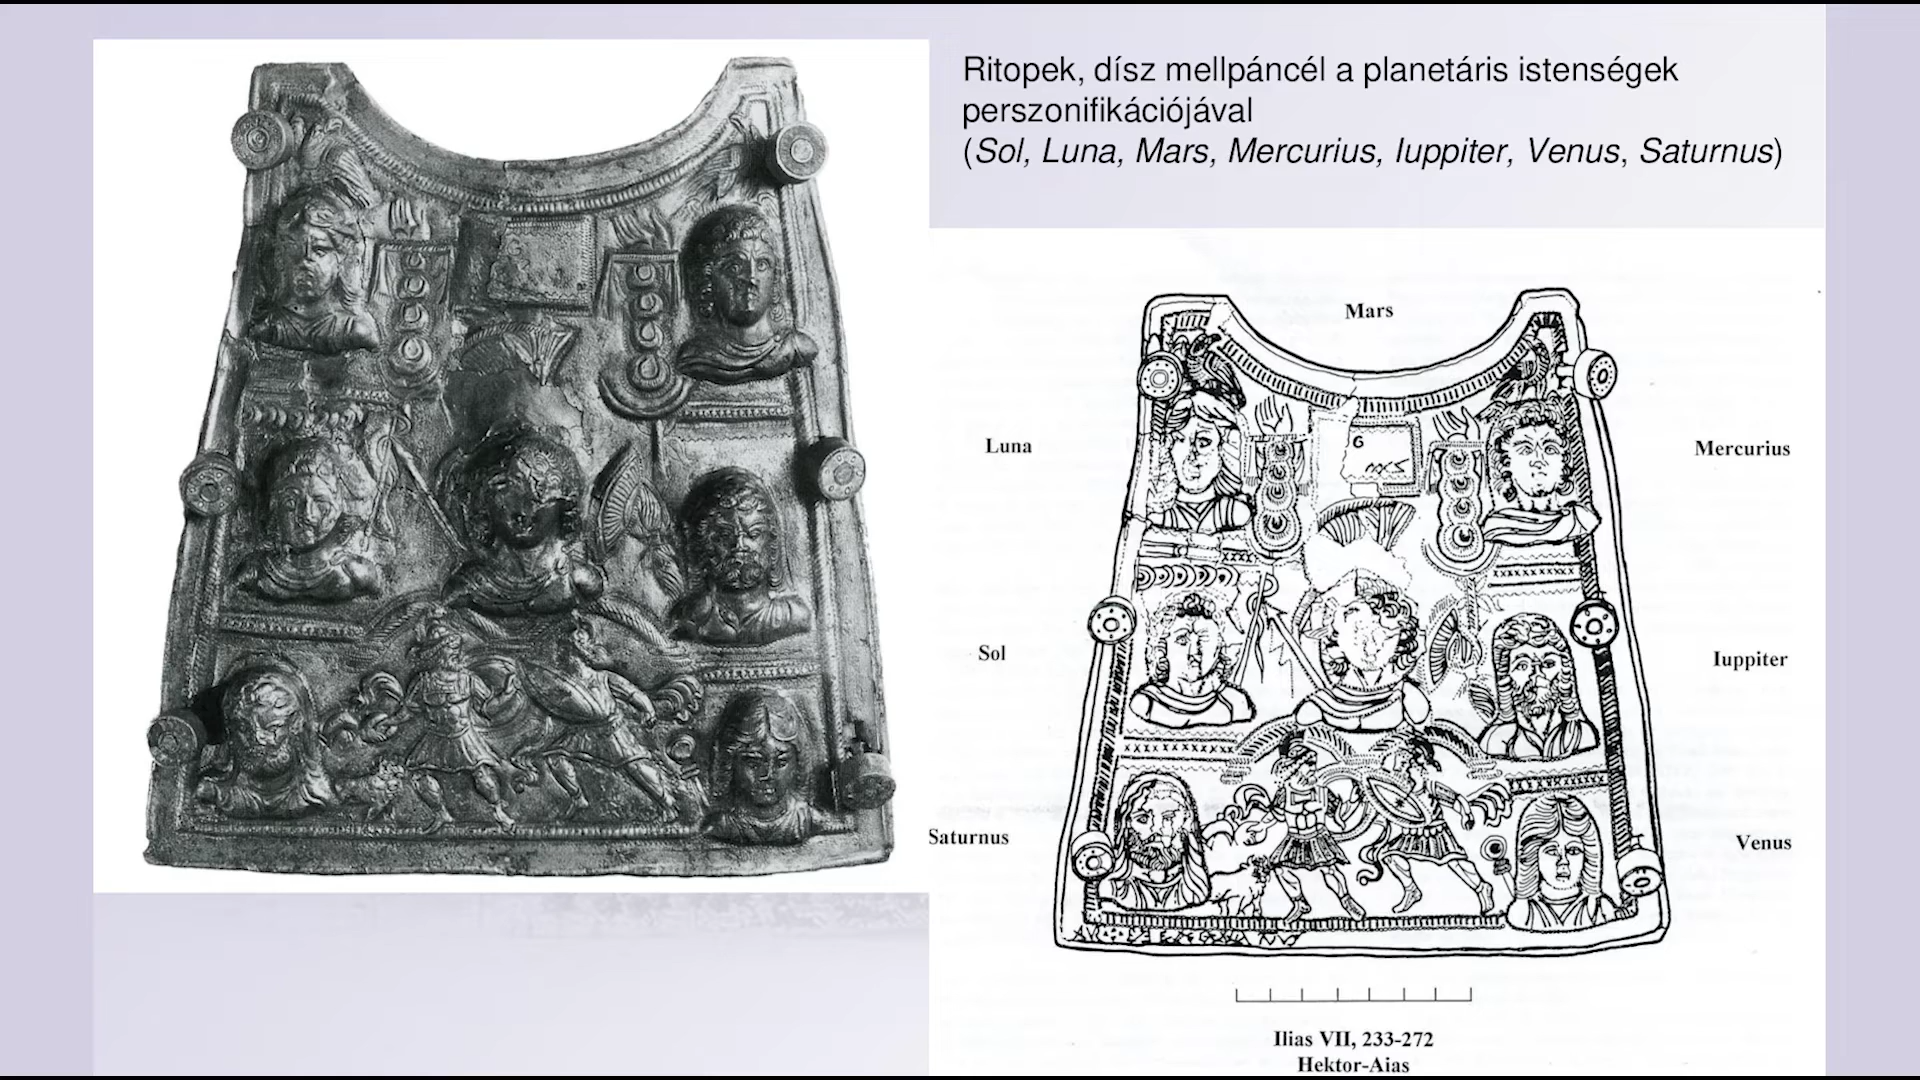 Ritopek, dísz mellpáncél a planetáris istenségek
perszonifikációjával
(Sol, Luna, Mars, Mercurius, Iuppiter, Venus, Saturnus)
Mars
Luna
Mercurius
Sol
Iuppiter
Saturnus
Venus
Ilias VII, 233-272
Hektor-Aias